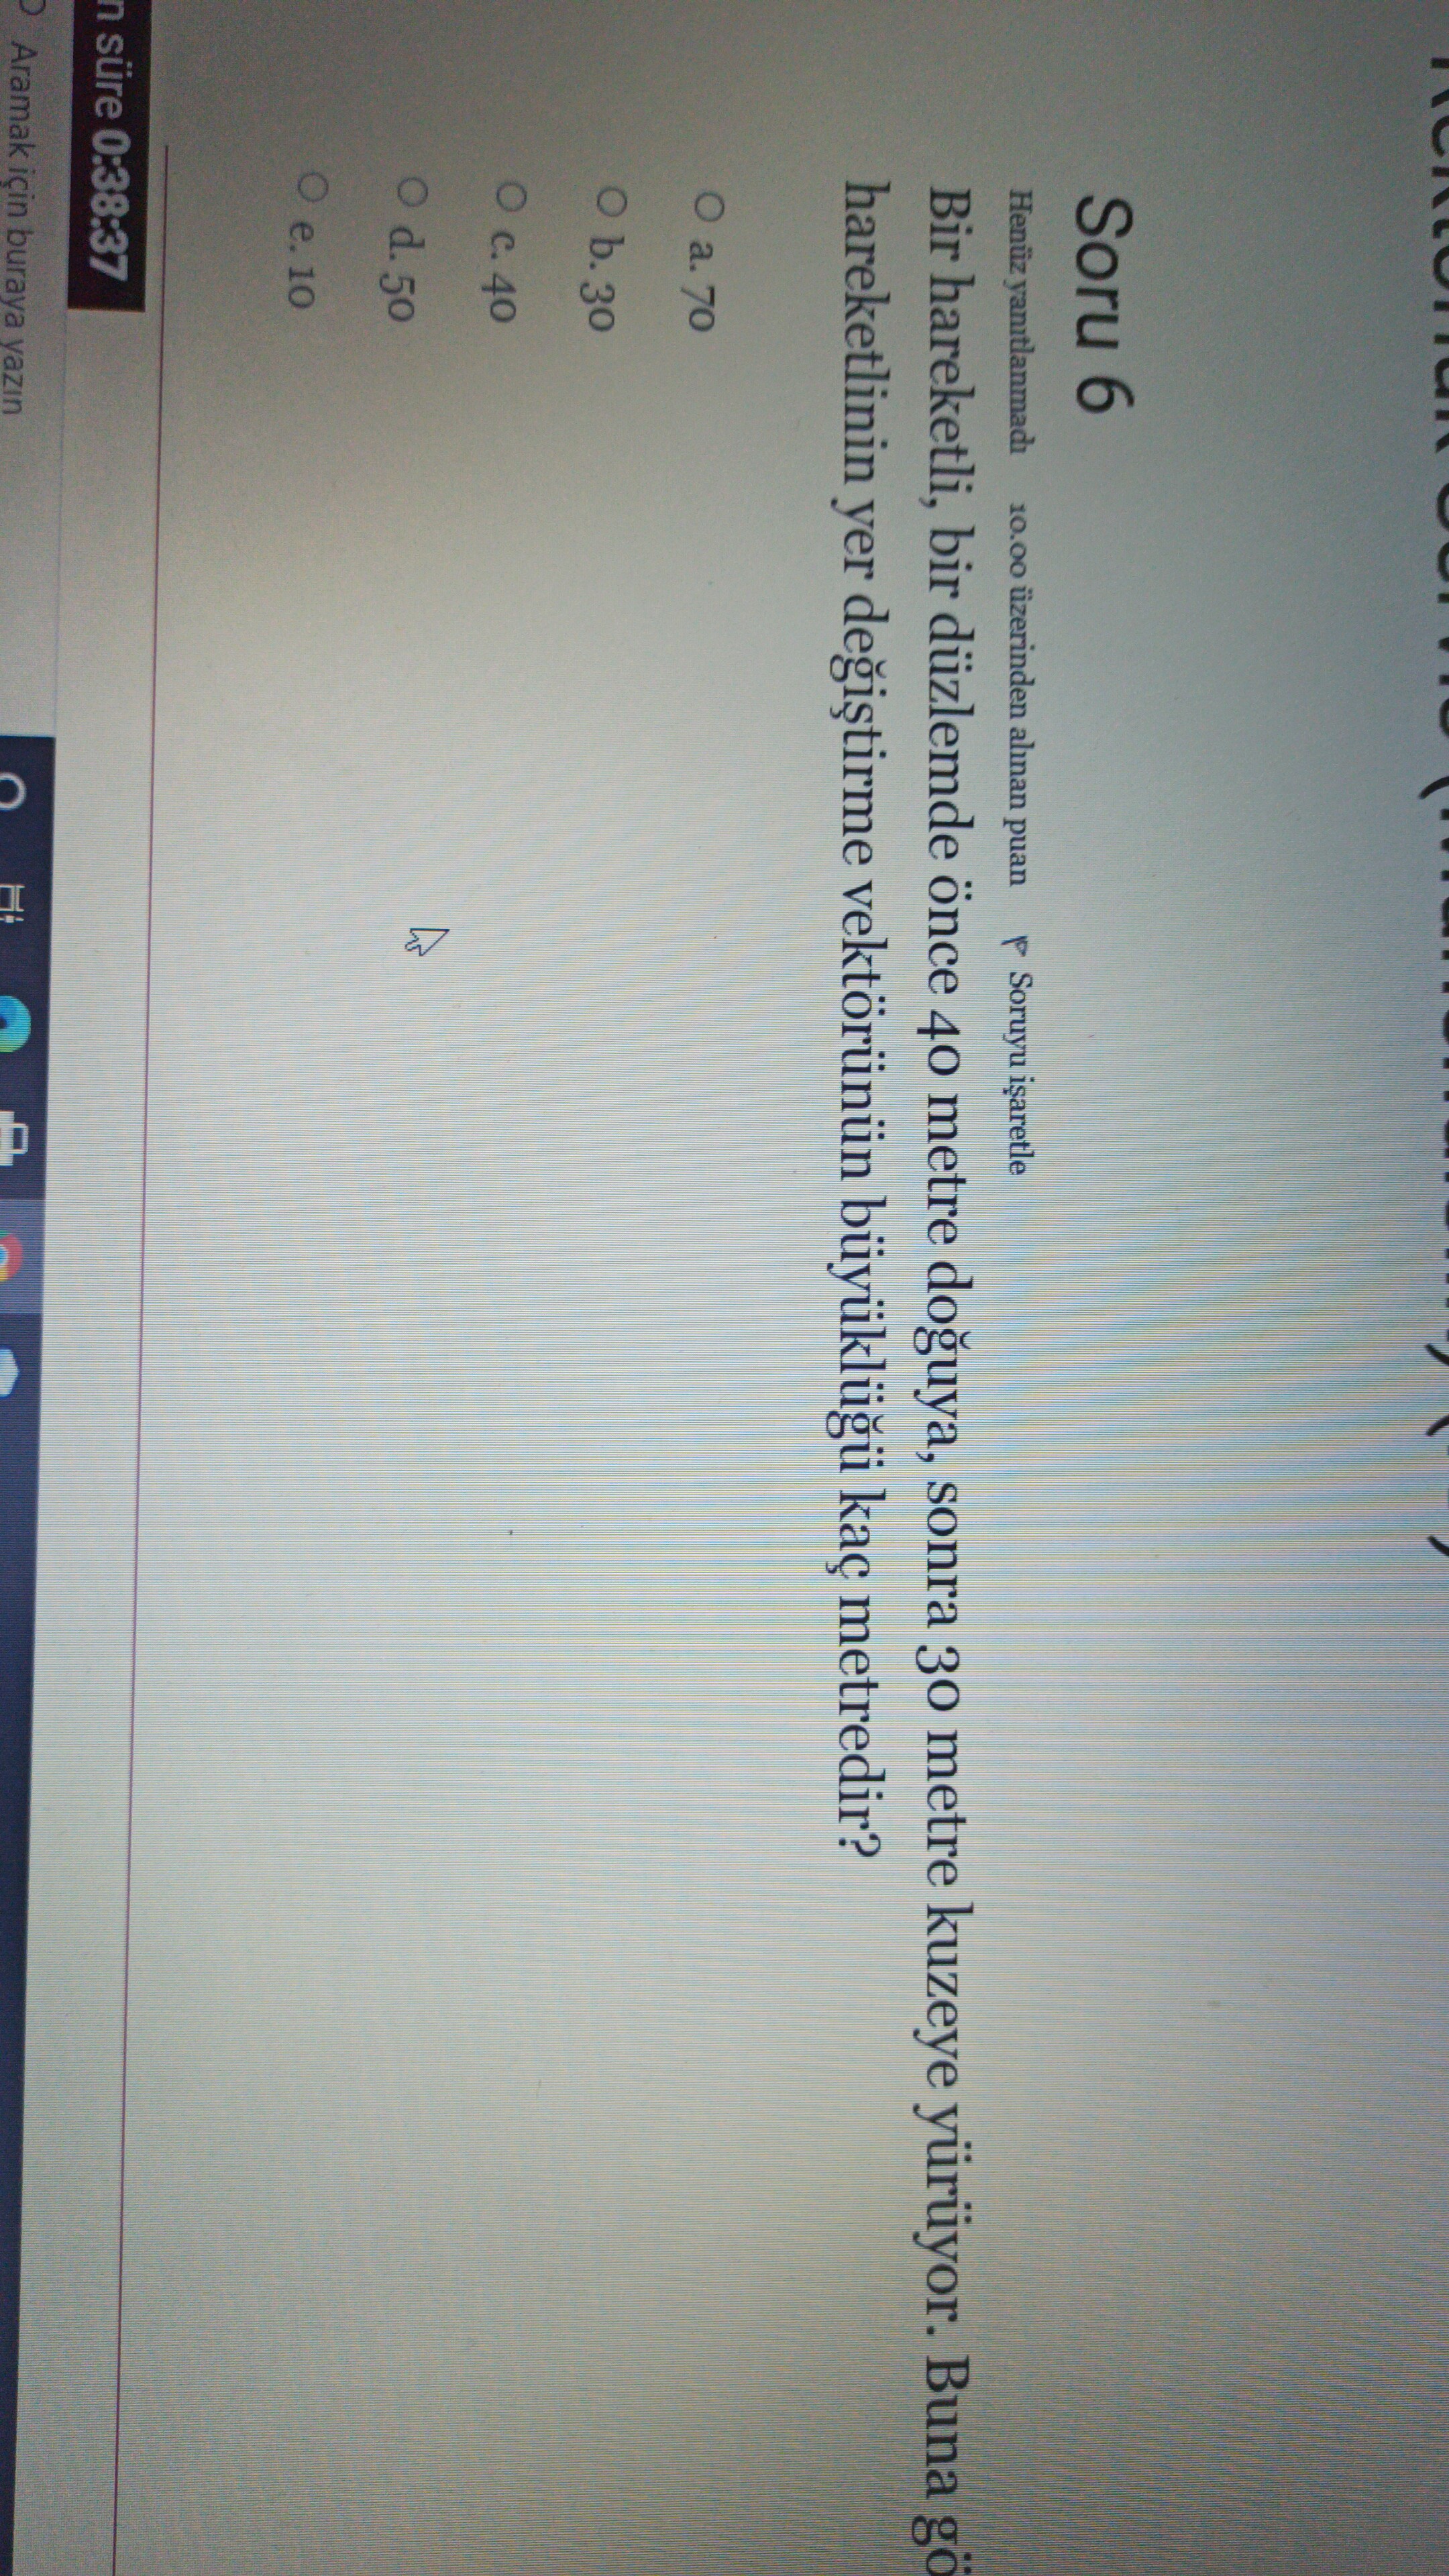 Soru 6
Henüz yanıtlanmadı 10.00 üzerinden alınan puan Soruyu işaretle
Bir hareketli, bir düzlemde önce 40 metre doğuya, sonra 30 metre kuzeye yürüyor. Buna gö
hareketlinin yer değiştirme vektörünün büyüklüğü kaç metredir?
a. 70
b. 30
c. 40
d. 50
e. 10
n süre 0:38:37
Aramak için buraya yazın